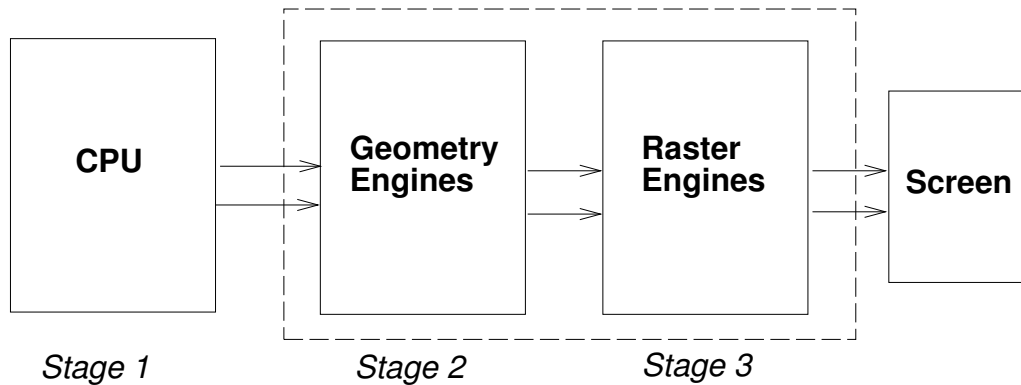 CPU
Geometry
Engines
Raster
Engines
Screen
Stage 1
Stage 2
Stage 3